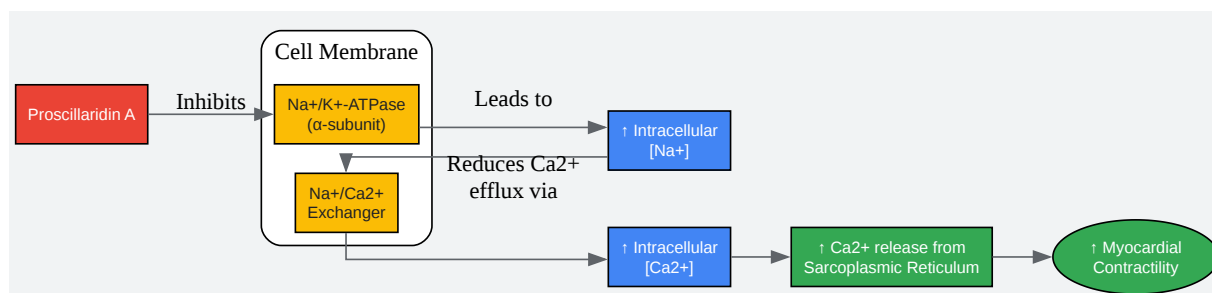 Cell Membrane
Proscillaridin A
Inhibits
Na+/K+-ATPase
(α-subunit)
Leads to
↑ Intracellular
[Na+]
Reduces Ca2+
efflux via
Na+/Ca2+
Exchanger
↑ Intracellular
[Ca2+]
↑ Ca2+ release from
Sarcoplasmic Reticulum
↑ Myocardial
Contractility